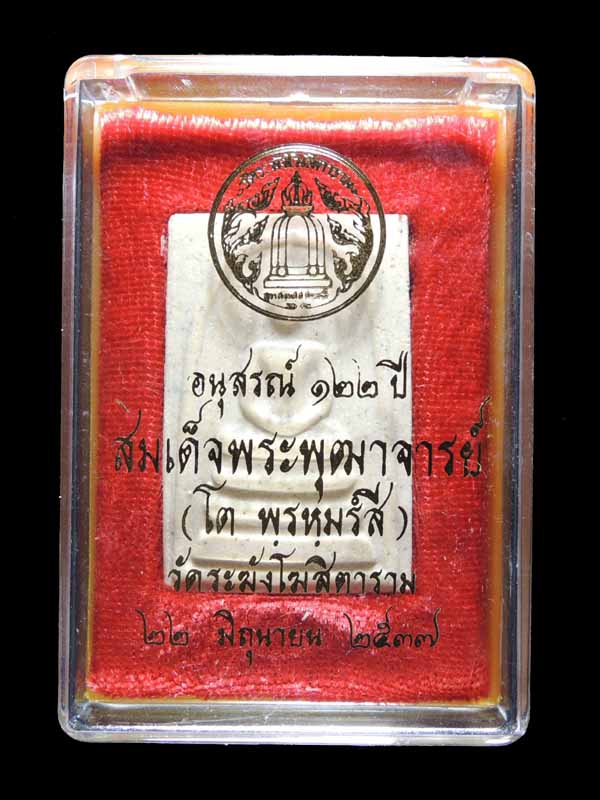 อนุสรณ์ ๑๒๒ ปี
สมเด็จพระพุฒาจารย์
(โต พฺรหฺมรํสี)
วัดระฆังโฆสิตาราม
๒๒ มิถุนายน ๒๕๓๗